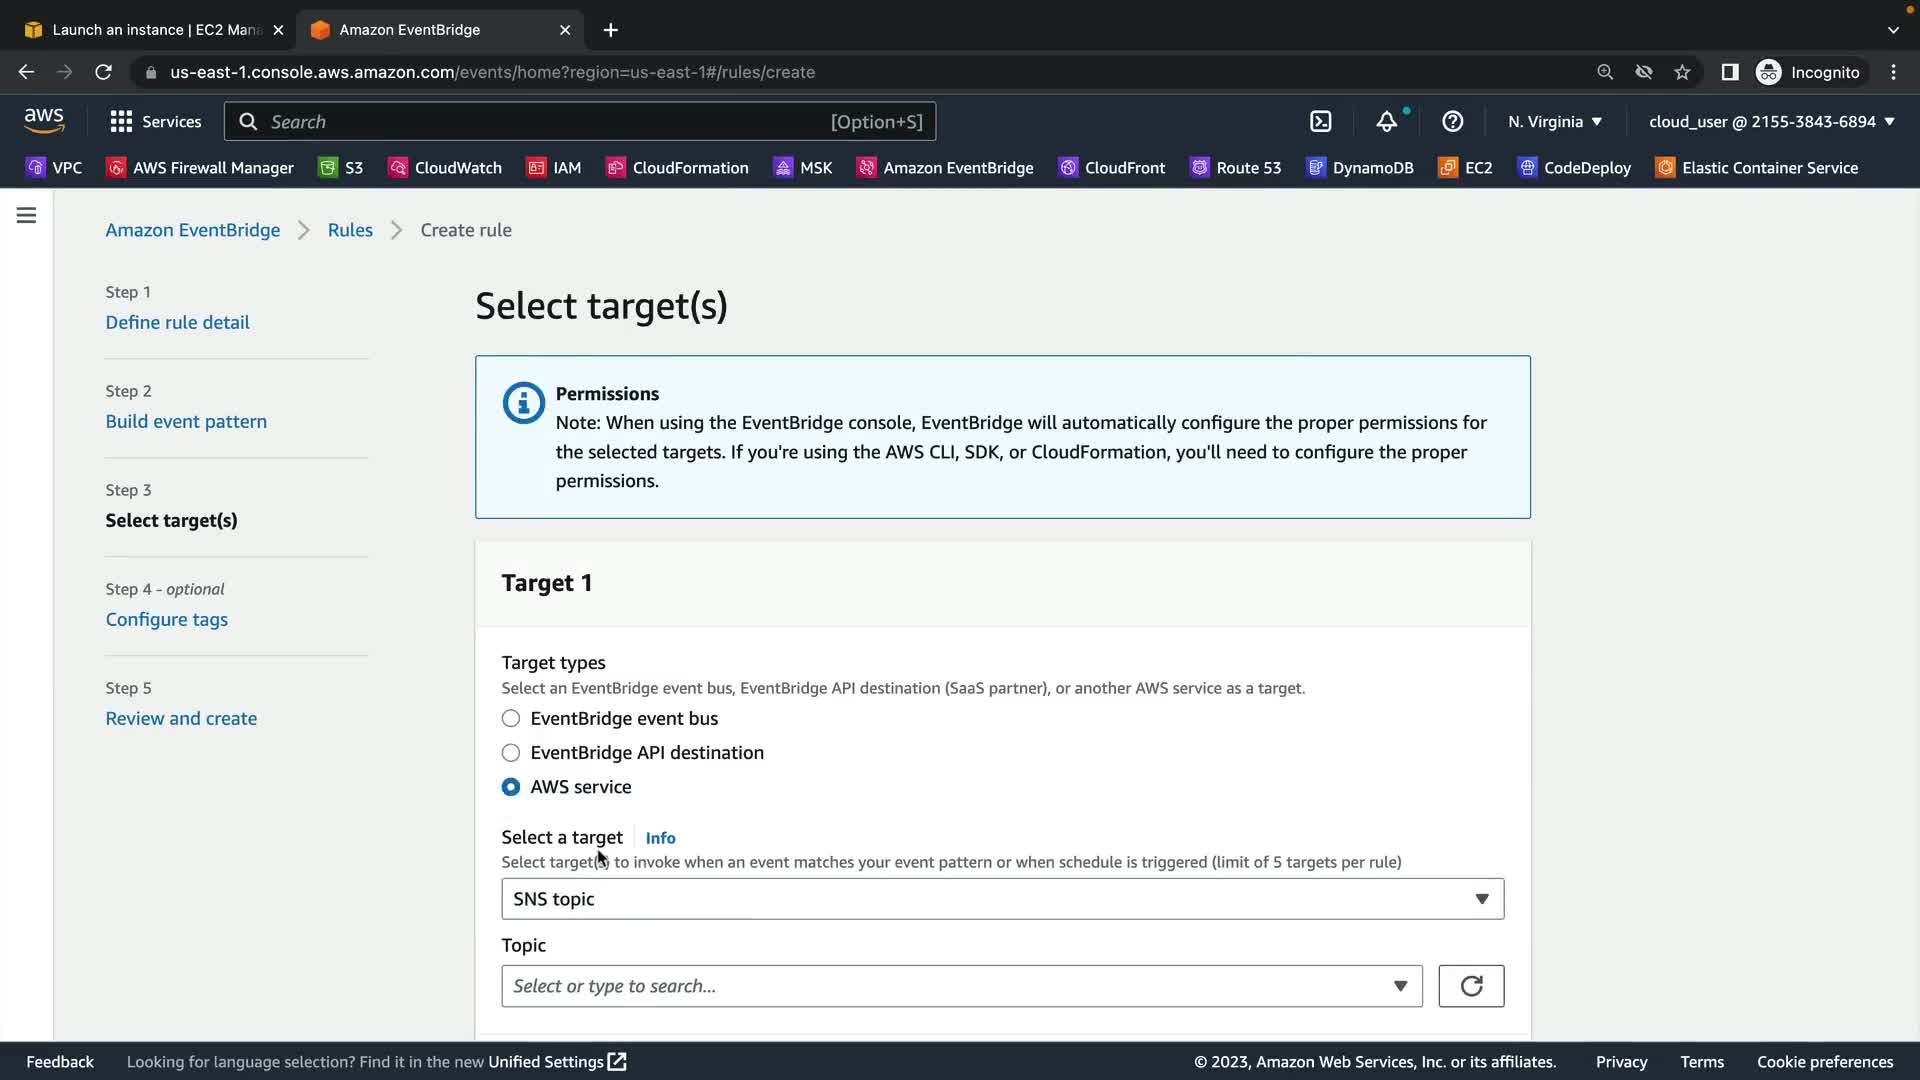 Launch an instance | EC2 Mana
Amazon EventBridge
us-east-1.console.aws.amazon.com/events/home?region=us-east-1#/rules/create
Incognito
aws
Services
Search
[Option+S]
N. Virginia
cloud_user @ 2155-3843-6894
VPC
AWS Firewall Manager
S3
CloudWatch
IAM
CloudFormation
MSK
Amazon EventBridge
CloudFront
Route 53
DynamoDB
EC2
CodeDeploy
Elastic Container Service
Amazon EventBridge
Rules
Create rule
Step 1
Define rule detail
Step 2
Build event pattern
Step 3
Select target(s)
Step 4 - optional
Configure tags
Step 5
Review and create
Select target(s)
Permissions
Note: When using the EventBridge console, EventBridge will automatically configure the proper permissions for
the selected targets. If you're using the AWS CLI, SDK, or CloudFormation, you'll need to configure the proper
permissions.
Target 1
Target types
Select an EventBridge event bus, EventBridge API destination (SaaS partner), or another AWS service as a target.
EventBridge event bus
EventBridge API destination
AWS service
Select a target
Info
Select target(s) to invoke when an event matches your event pattern or when schedule is triggered (limit of 5 targets per rule)
SNS topic
Topic
Select or type to search...
Feedback
Looking for language selection? Find it in the new Unified Settings
© 2023, Amazon Web Services, Inc. or its affiliates.
Privacy
Terms
Cookie preferences